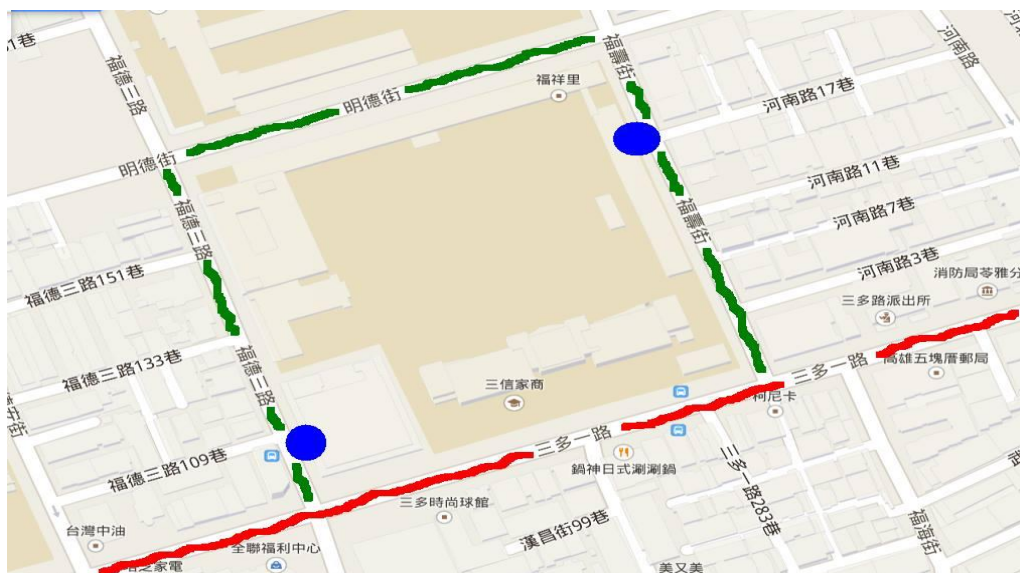 福德三路
福壽街
河南路
福祥里
明德街
河南路17巷
明德街
河南路11巷
福德三路
福壽街
河南路7巷
福德三路151巷
河南路3巷
消防局苓雅分
三多路派出所
福德三路133巷
福德三路
三多一路
高雄五塊厝郵局
三信家商
柯尼卡
三多一路
福德三路109巷
鍋神日式涮涮鍋
三多一路283巷
三多時尚球館
台灣中油
漢昌街99巷
福海街
全聯福利中心
美又美